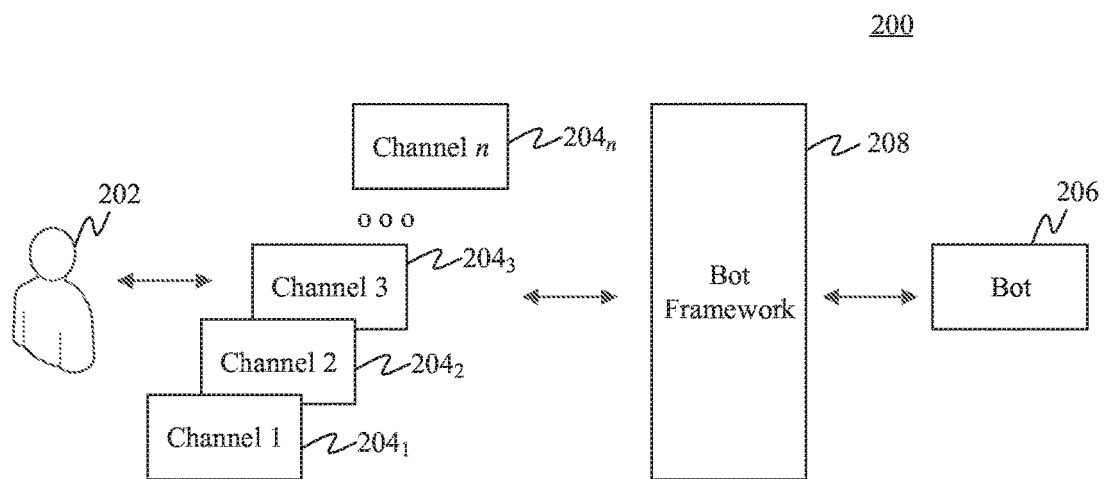 200
Channel n
204n
208
202
206
o o o
2043
Channel 3
Bot
Framework
Bot
Channel 2
2042
Channel 1
2041